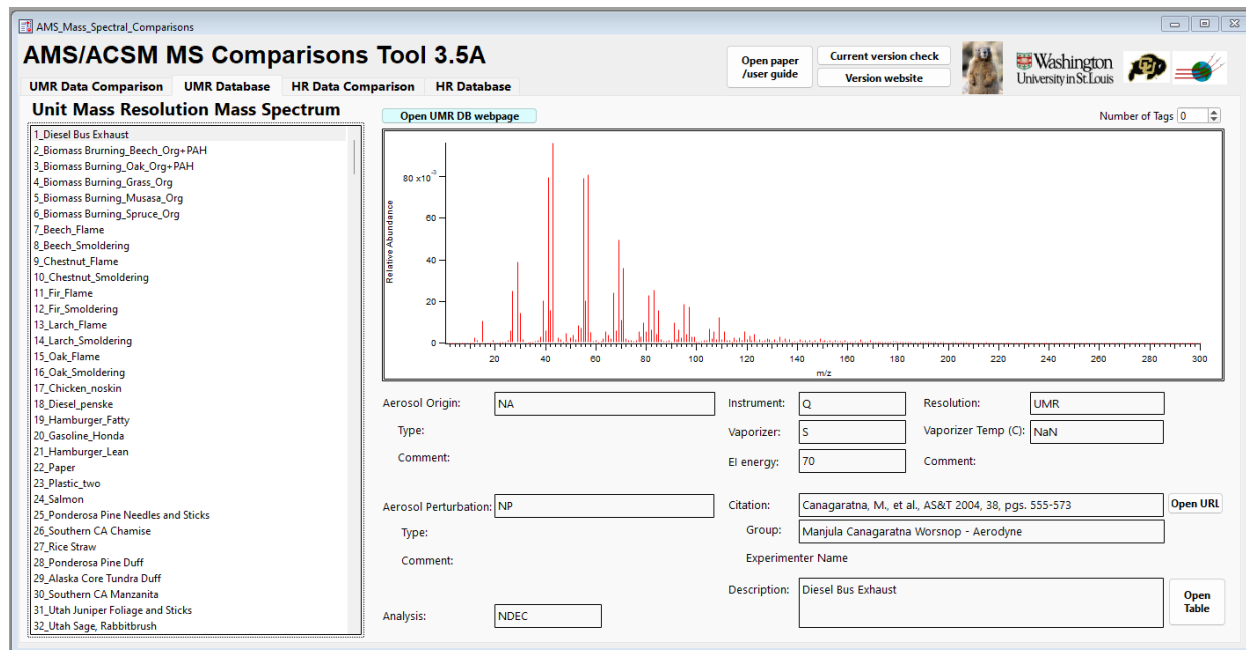 AMS_Mass_Spectral_Comparisons
AMS/ACSM MS Comparisons Tool 3.5A
Open paper
/user guide
Current version check
Version website
Washington
University in St. Louis
CU
UMR Data Comparison UMR Database HR Data Comparison HR Database
Unit Mass Resolution Mass Spectrum
Open UMR DB webpage
Number of Tags 0
1_Diesel Bus Exhaust
2_Biomass Brurning_Beech_Org+PAH
3_Biomass Burning_Oak_Org+PAH
4_Biomass Burning_Grass_Org
5_Biomass Burning_Musasa_Org
6_Biomass Burning_Spruce_Org
7_Beech_Flame
8_Beech_Smoldering
9_Chestnut_Flame
10_Chestnut_Smoldering
11_Fir_Flame
12_Fir_Smoldering
13_Larch_Flame
14_Larch_Smoldering
15_Oak_Flame
16_Oak_Smoldering
17_Chicken_noskin
18_Diesel_penske
19_Hamburger_Fatty
20_Gasoline_Honda
21_Hamburger_Lean
22_Paper
23_Plastic_two
24_Salmon
25_Ponderosa Pine Needles and Sticks
26_Southern CA Chamise
27_Rice Straw
28_Ponderosa Pine Duff
29_Alaska Core Tundra Duff
30_Southern CA Manzanita
31_Utah Juniper Foliage and Sticks
32_Utah Sage, Rabbitbrush
Relative Abundance
80 x10-3
60
40
20
0
20 40 60 80 100 120 140 160 180 200 220 240 260 280 300
m/z
Aerosol Origin: NA
Type:
Comment:
Aerosol Perturbation: NP
Type:
Comment:
Analysis: NDEC
Instrument: Q
Resolution: UMR
Vaporizer: S
Vaporizer Temp (C): NaN
EI energy: 70
Comment:
Citation: Canagaratna, M., et al., AS&T 2004, 38, pgs. 555-573
Open URL
Group: Manjula Canagaratna Worsnop - Aerodyne
Experimenter Name
Description: Diesel Bus Exhaust
Open
Table